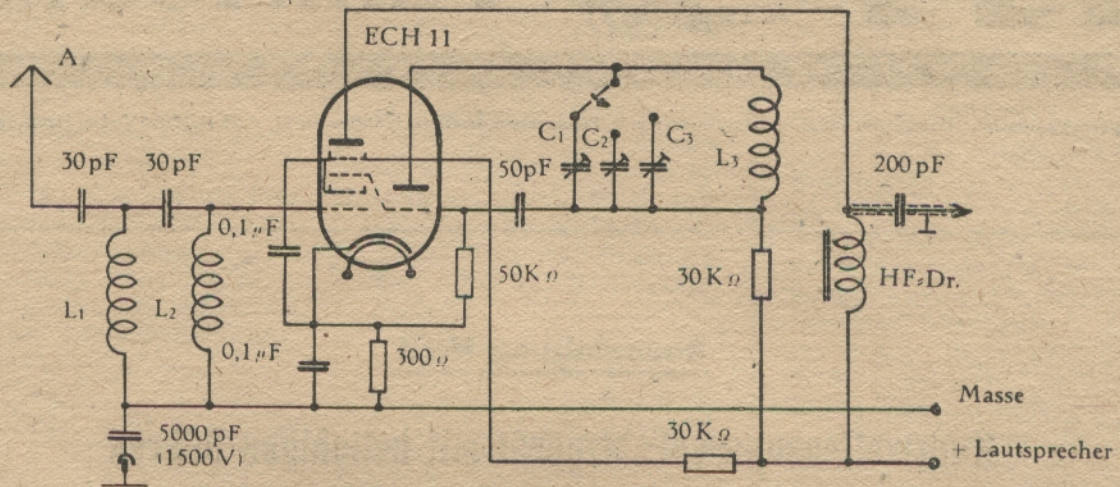 ECH 11
A
30 pF
30 pF
C₁
C₂
C₃
L₃
50pF
200 pF
0,1 µF
L₁
L₂
50 K Ω
30 K Ω
HF=Dr.
0,1 µF
300 Ω
Masse
5000 pF
(1500 V)
30 K Ω
+ Lautsprecher